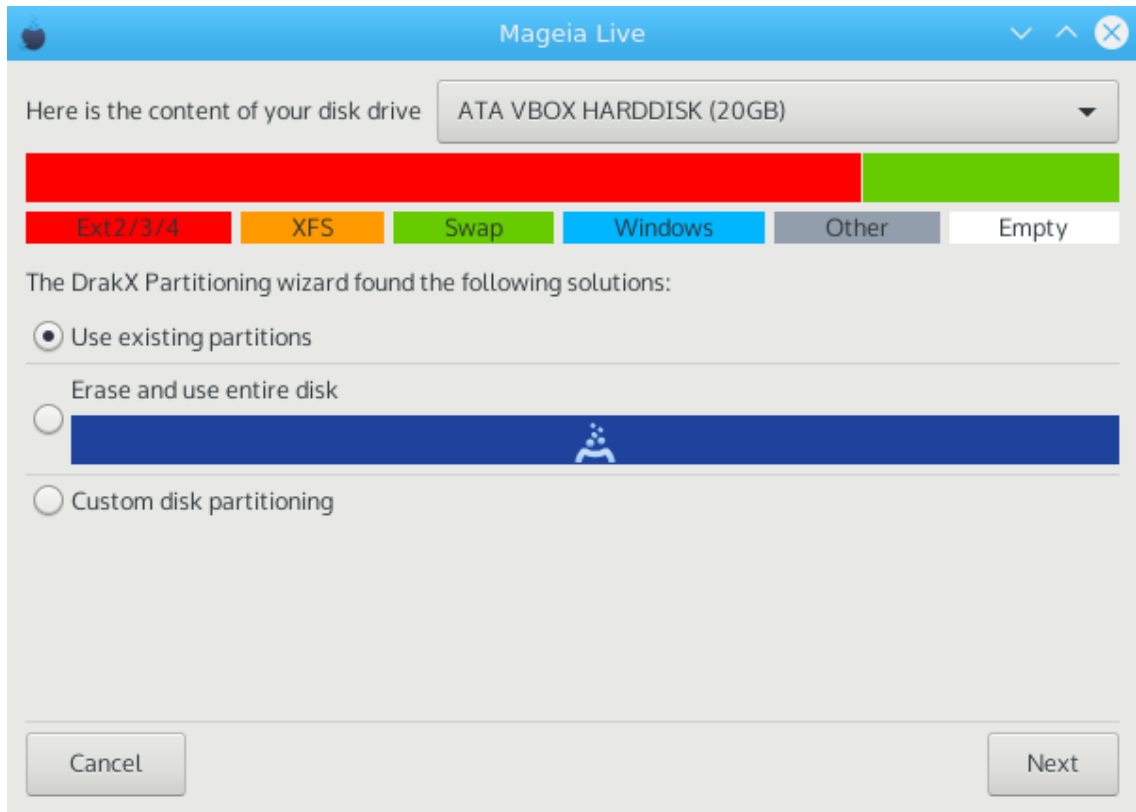 Mageia Live
Here is the content of your disk drive ATA VBOX HARDDISK (20GB)
Ext2/3/4 XFS Swap Windows Other Empty
The DrakX Partitioning wizard found the following solutions:
Use existing partitions
Erase and use entire disk
Custom disk partitioning
Cancel Next